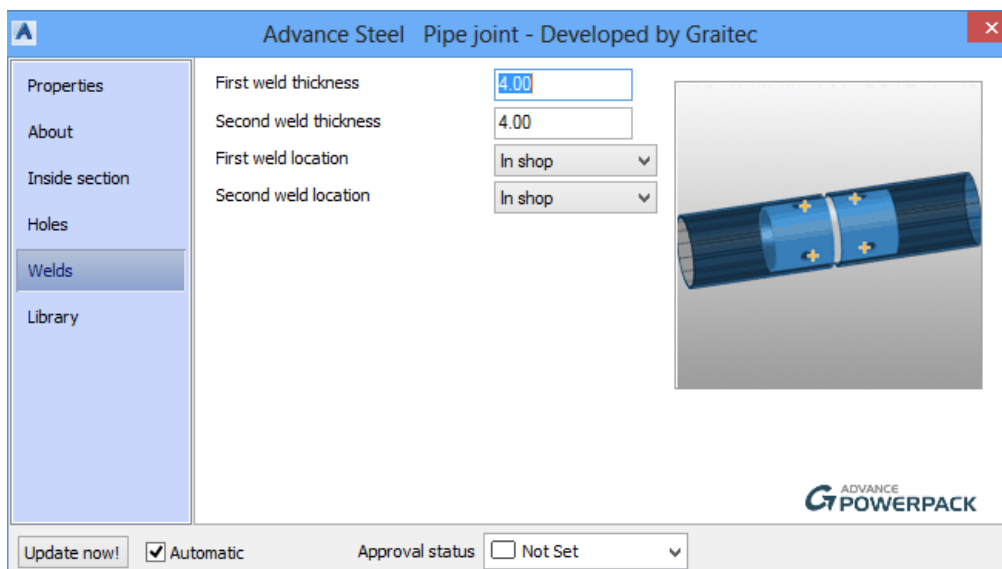 Advance Steel Pipe joint - Developed by Graitec
Properties
About
Inside section
Holes
Welds
Library
First weld thickness 4.00
Second weld thickness 4.00
First weld location In shop
Second weld location In shop
ADVANCE
POWERPACK
Update now! Automatic Approval status Not Set